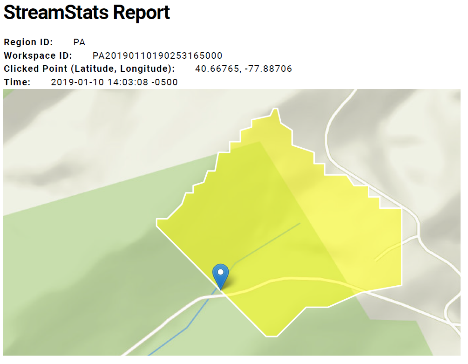 StreamStats Report
Region ID: PA
Workspace ID: PA20190110190253165000
Clicked Point (Latitude, Longitude): 40.66765, -77.88706
Time: 2019-01-10 14:03:08 -0500